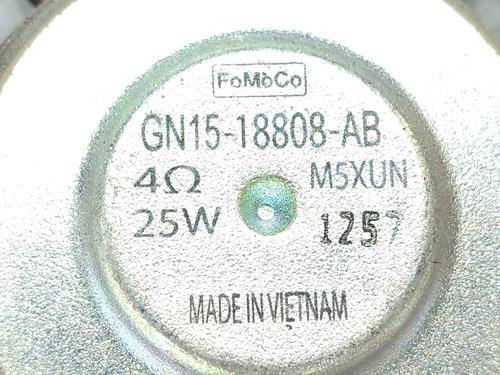 FoMoCo
GN15-18808-AB
4Ω M5XUN
25W 1257
MADE IN VIETNAM